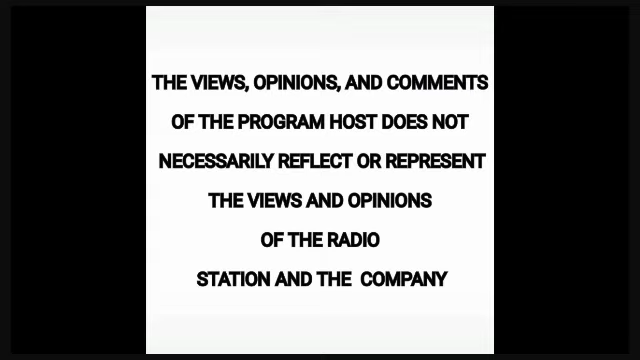 THE VIEWS, OPINIONS, AND COMMENTS
OF THE PROGRAM HOST DOES NOT
NECESSARILY REFLECT OR REPRESENT
THE VIEWS AND OPINIONS
OF THE RADIO
STATION AND THE COMPANY